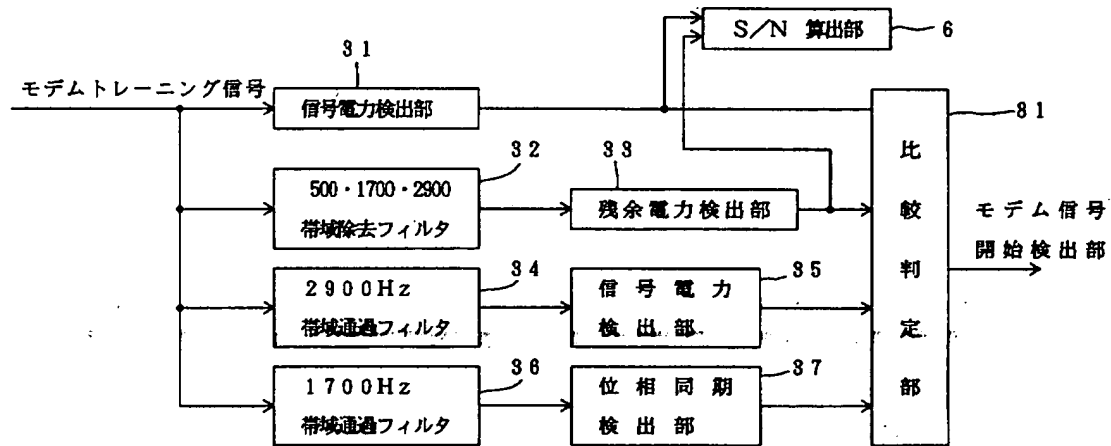 S/N 算出部
6
31
モデムトレーニング信号
信号電力検出部
81
32
33
500・1700・2900
帯域除去フィルタ
残余電力検出部
比較判定部
モデム信号
開始検出部
34
35
2900Hz
帯域通過フィルタ
信号電力
検出部
36
37
1700Hz
帯域通過フィルタ
位相同期
検出部